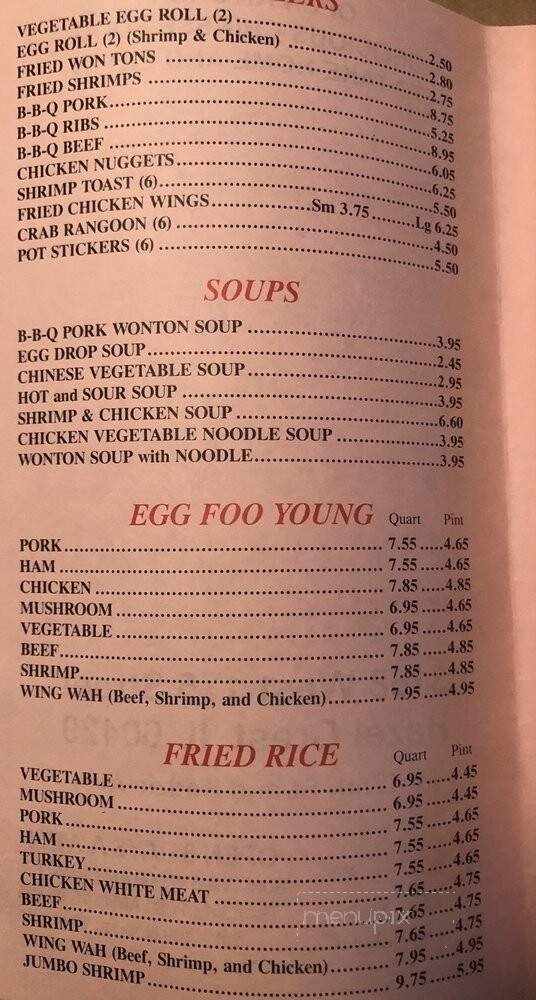 ERS
VEGETABLE EGG ROLL (2)....2.50
EGG ROLL (2) (Shrimp & Chicken) ....2.80
FRIED WON TONS ....2.75
FRIED SHRIMPS ....8.75
B-B-Q PORK....5.25
B-B-Q RIBS ....8.95
B-B-Q BEEF ....6.05
CHICKEN NUGGETS....6.25
SHRIMP TOAST (6)....5.50
FRIED CHICKEN WINGS....Sm 3.75 ....Lg 6.25
CRAB RANGOON (6) ....4.50
POT STICKERS (6) ....5.50
SOUPS
B-B-Q PORK WONTON SOUP ....3.95
EGG DROP SOUP....2.45
CHINESE VEGETABLE SOUP....2.95
HOT and SOUR SOUP ....3.95
SHRIMP & CHICKEN SOUP ....6.60
CHICKEN VEGETABLE NOODLE SOUP ....3.95
WONTON SOUP with NOODLE....3.95
EGG FOO YOUNG Quart Pint
PORK.... 7.55 ....4.65
HAM .... 7.55 ....4.65
CHICKEN .... 7.85 ....4.85
MUSHROOM .... 6.95 ....4.65
VEGETABLE .... 6.95 ....4.65
BEEF.... 7.85 ....4.85
SHRIMP.... 7.85 ....4.85
WING WAH (Beef, Shrimp, and Chicken).... 7.95 ....4.95
FRIED RICE Quart Pint
VEGETABLE .... 6.95 ....4.45
MUSHROOM .... 6.95 ....4.45
PORK.... 7.55 ....4.65
HAM .... 7.55 ....4.65
TURKEY.... 7.55 ....4.65
CHICKEN WHITE MEAT .... 7.65 ....4.75
BEEF.... 7.65 ....4.75
SHRIMP.... 7.65 ....4.75
WING WAH (Beef, Shrimp, and Chicken).... 7.95 ....4.95
JUMBO SHRIMP.... 9.75 ....5.95
menupix